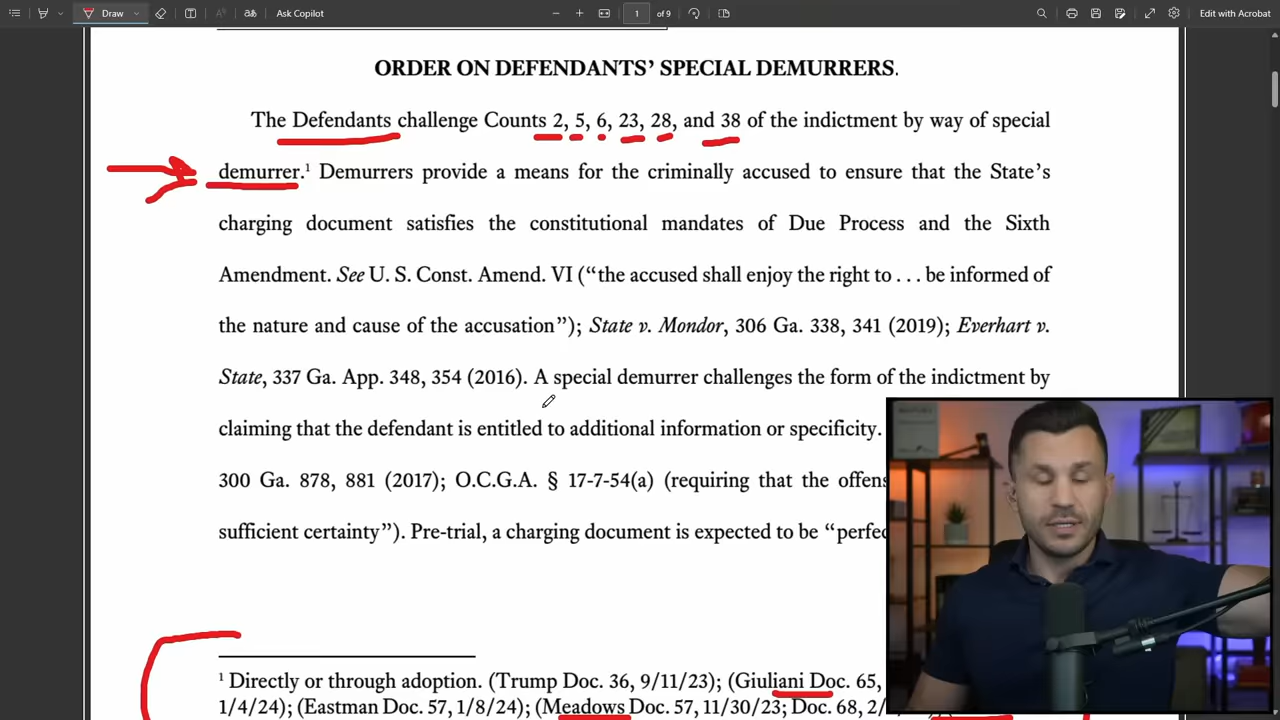 Draw
Ask Copilot
1 of 9
Edit with Acrobat
ORDER ON DEFENDANTS’ SPECIAL DEMURRERS.
The Defendants challenge Counts 2, 5, 6, 23, 28, and 38 of the indictment by way of special
demurrer.¹ Demurrers provide a means for the criminally accused to ensure that the State’s
charging document satisfies the constitutional mandates of Due Process and the Sixth
Amendment. See U. S. Const. Amend. VI (“the accused shall enjoy the right to . . . be informed of
the nature and cause of the accusation”); State v. Mondor, 306 Ga. 338, 341 (2019); Everhart v.
State, 337 Ga. App. 348, 354 (2016). A special demurrer challenges the form of the indictment by
claiming that the defendant is entitled to additional information or specificity.
300 Ga. 878, 881 (2017); O.C.G.A. § 17-7-54(a) (requiring that the offens
sufficient certainty”). Pre-trial, a charging document is expected to be “perfec
¹ Directly or through adoption. (Trump Doc. 36, 9/11/23); (Giuliani Doc. 65,
1/4/24); (Eastman Doc. 57, 1/8/24); (Meadows Doc. 57, 11/30/23; Doc. 68, 2/